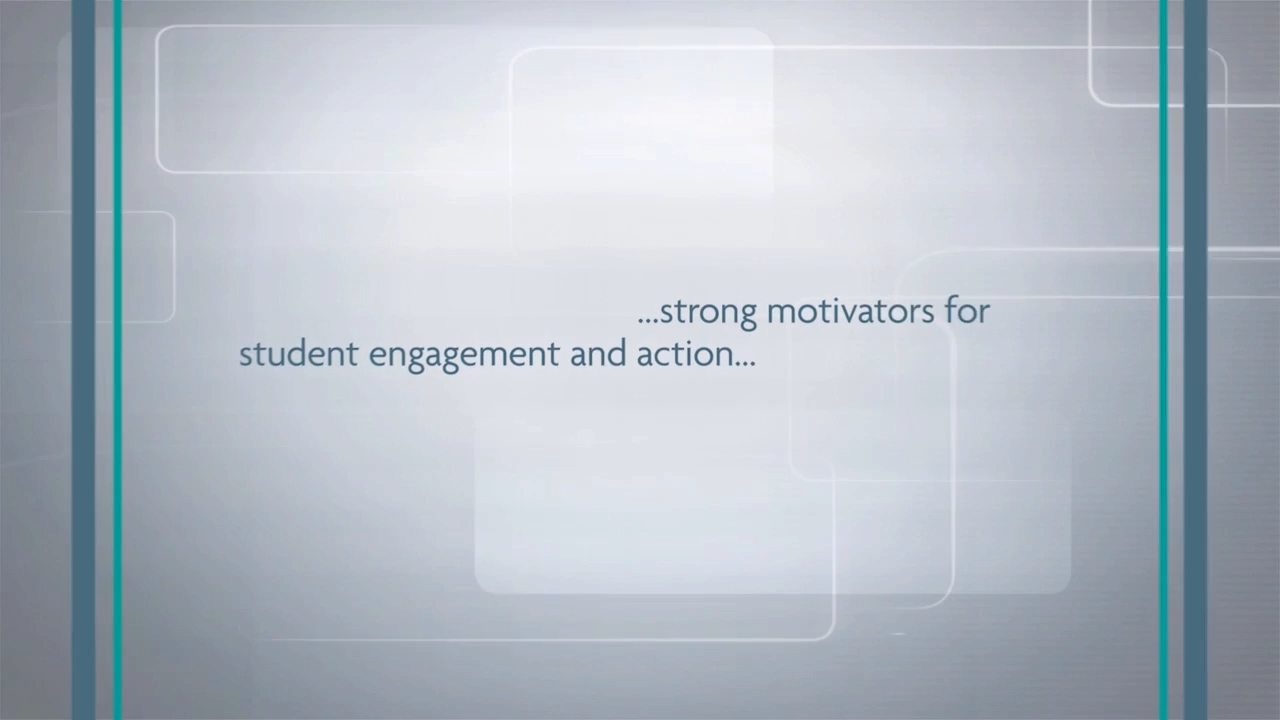 ...strong motivators for
student engagement and action...